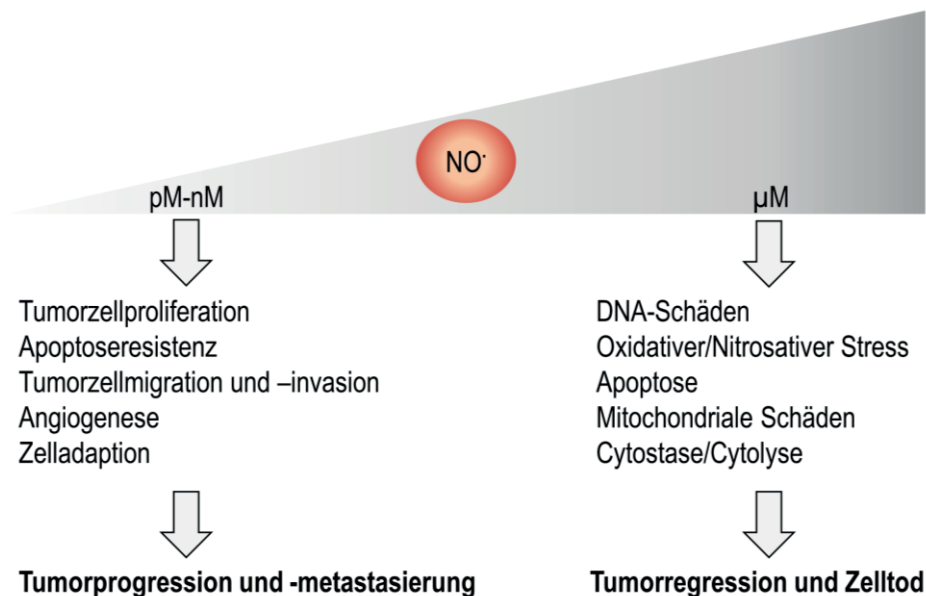 NO·
pM-nM
µM
Tumorzellproliferation
Apoptoseresistenz
Tumorzellmigration und –invasion
Angiogenese
Zelladaption
DNA-Schäden
Oxidativer/Nitrosativer Stress
Apoptose
Mitochondriale Schäden
Cytostase/Cytolyse
Tumorprogression und -metastasierung
Tumorregression und Zelltod